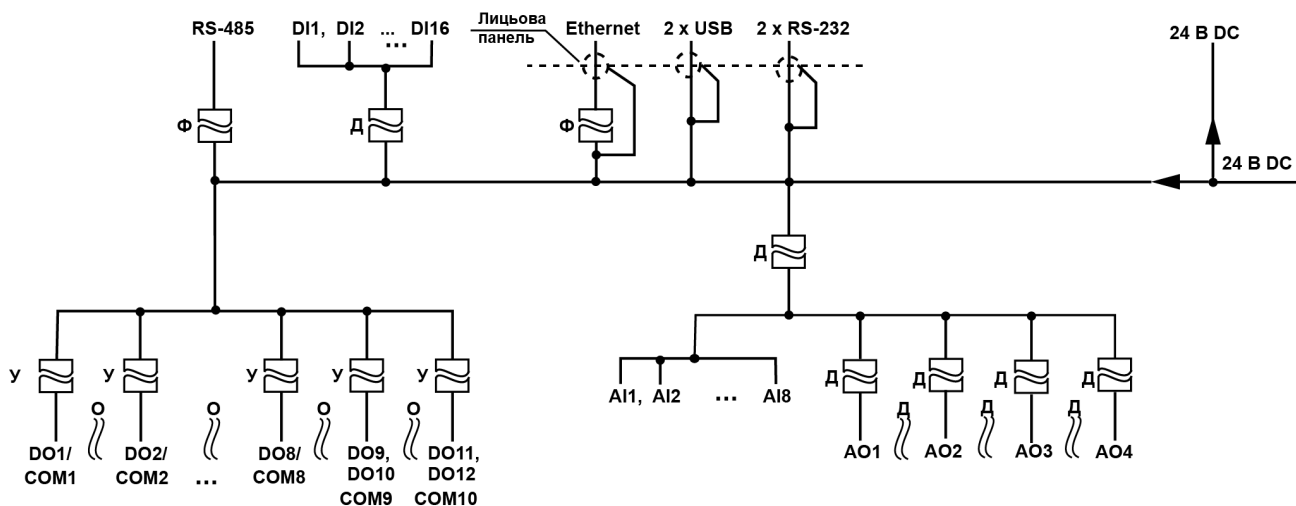 RS-485
DI1, DI2 ... DI16
...
Лицьова
панель
Ethernet
2 x USB
2 x RS-232
24 В DC
Ф
Д
Ф
24 В DC
Д
У
У
У
У
У
Д
Д
Д
Д
О
О
О
О
Д
Д
Д
AI1, AI2 ... AI8
DO1/
COM1
DO2/
COM2
...
DO8/
COM8
DO9,
DO10
COM9
DO11,
DO12
COM10
AO1
AO2
AO3
AO4